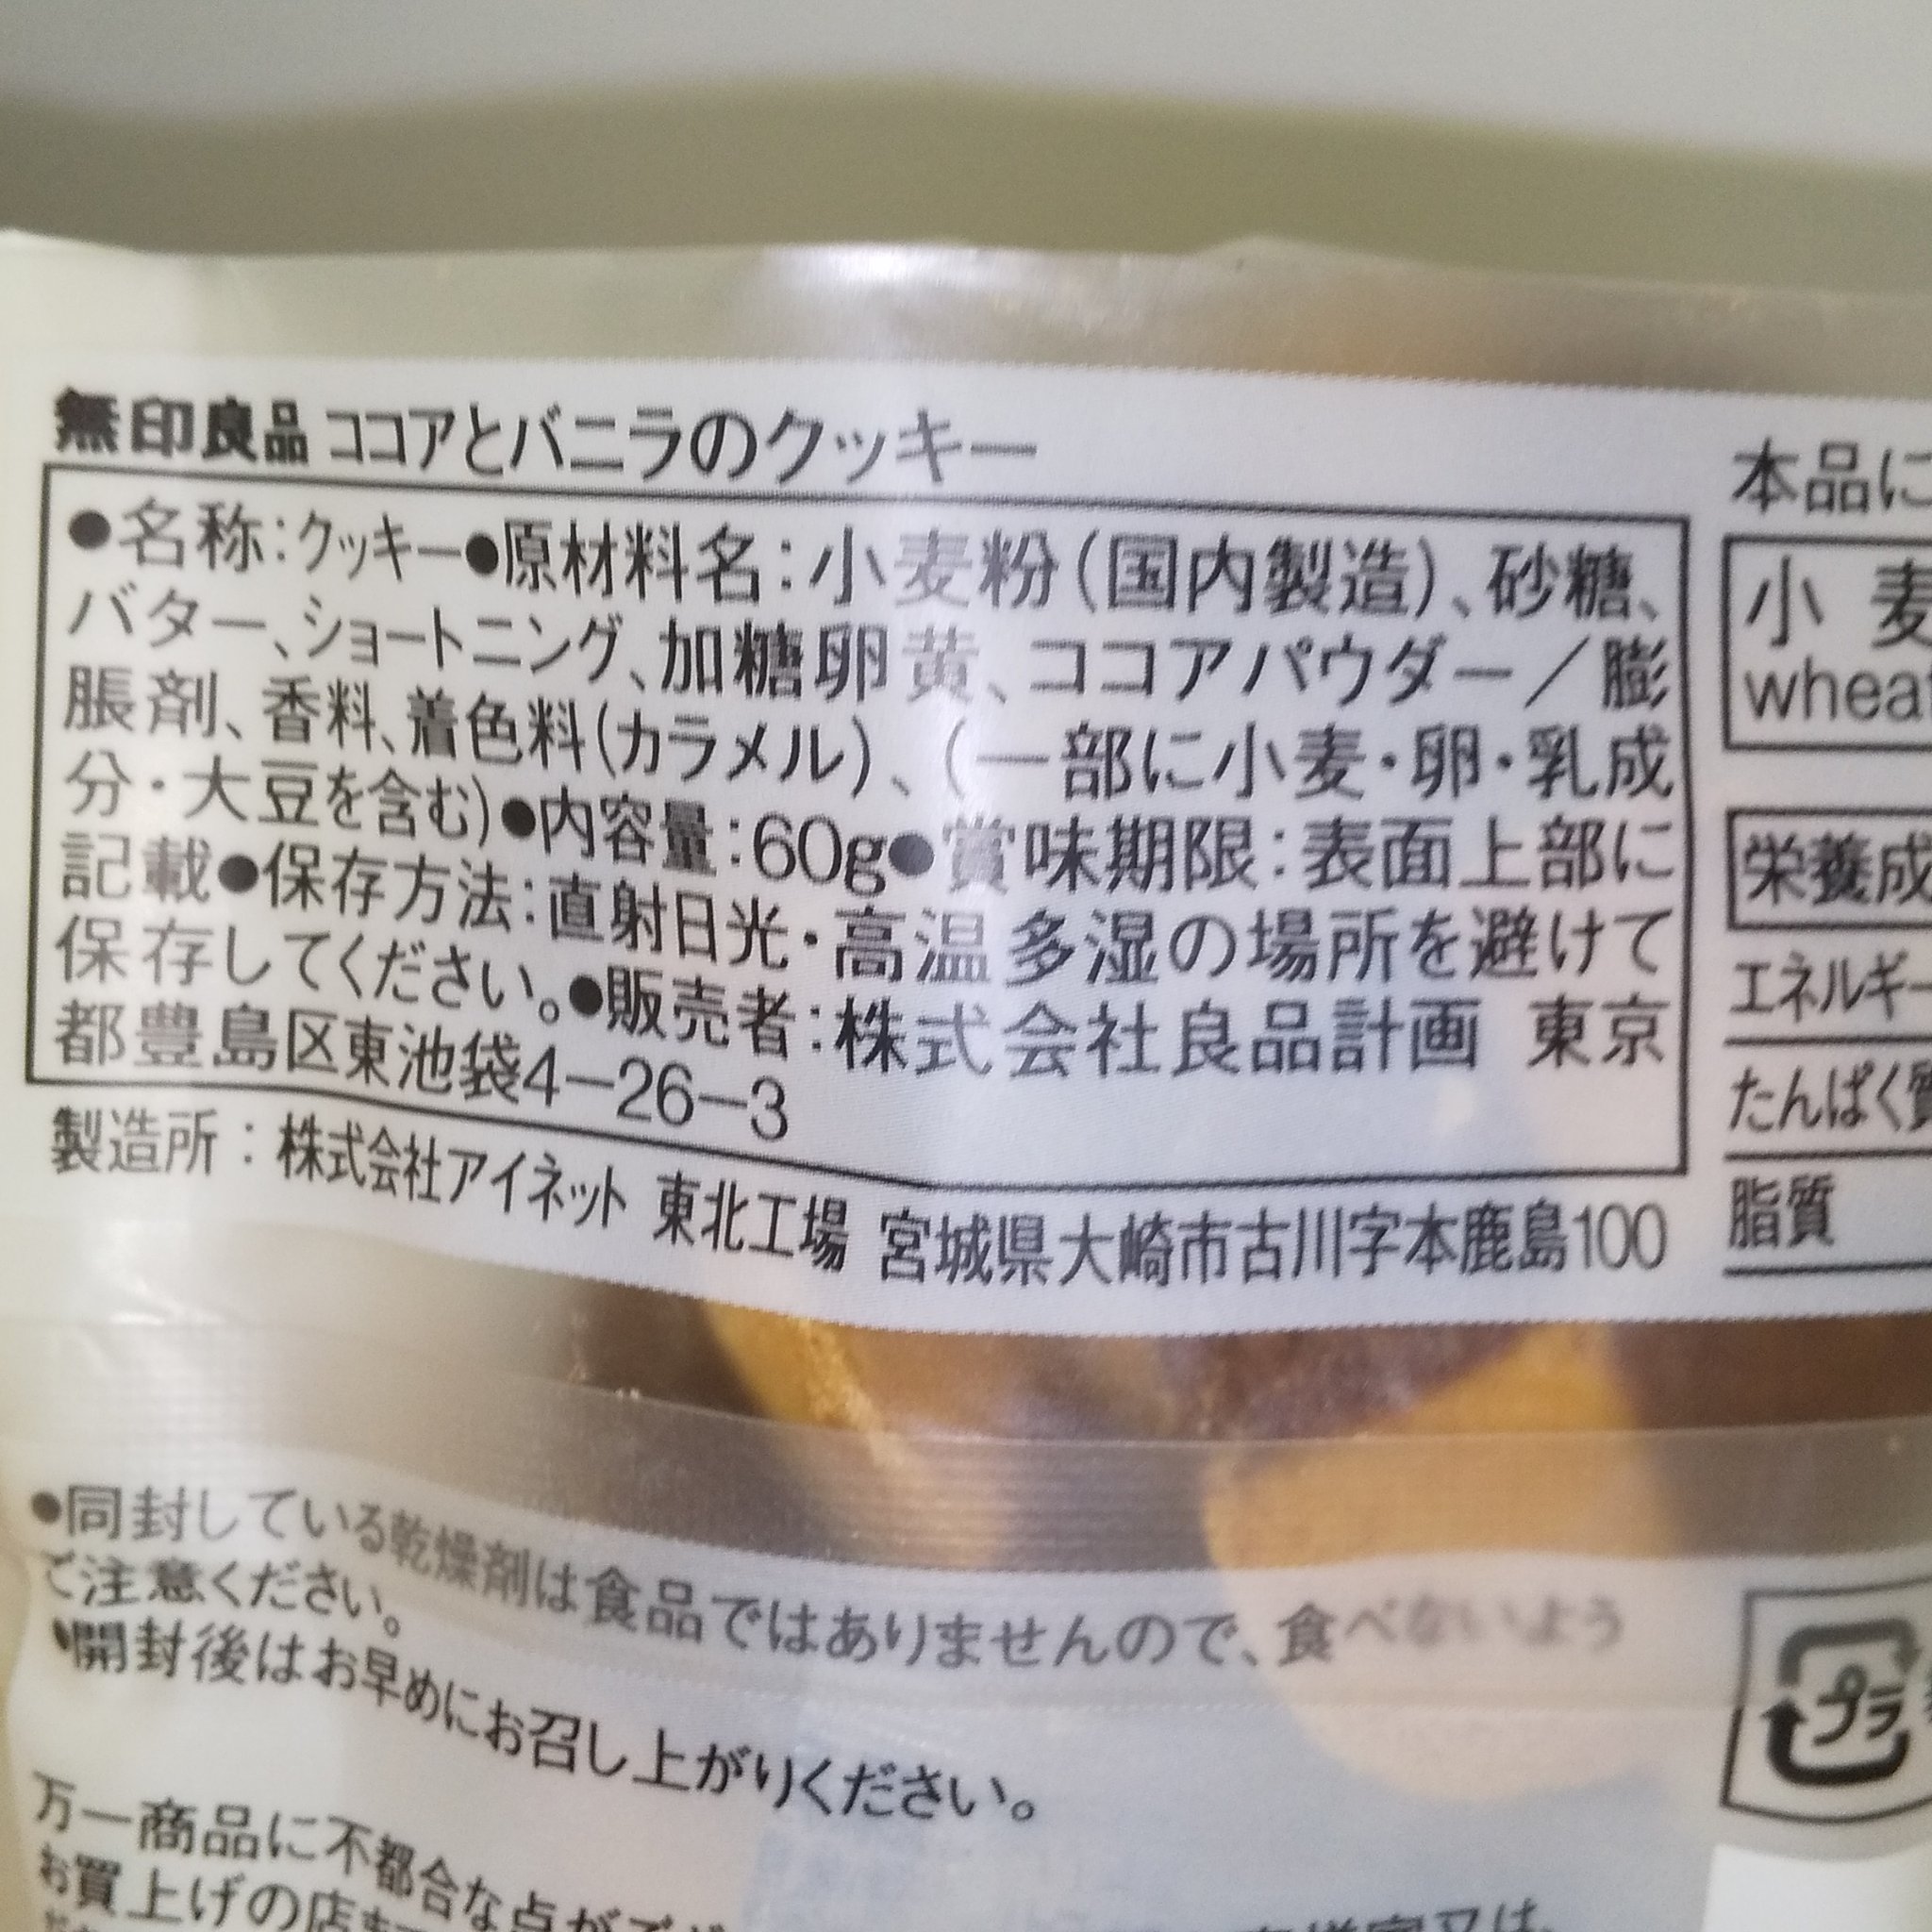 無印良品 ココアとバニラのクッキー
●名称:クッキー●原材料名:小麦粉(国内製造)、砂糖、
バター、ショートニング、加糖卵黄、ココアパウダー／膨
脹剤、香料、着色料(カラメル)、(一部に小麦・卵・乳成
分・大豆を含む)●内容量:60g●賞味期限:表面上部に
記載●保存方法:直射日光・高温多湿の場所を避けて
保存してください。●販売者:株式会社良品計画 東京
都豊島区東池袋4－26－3
製造所：株式会社アイネット 東北工場 宮城県大崎市古川字本鹿島100
本品に
小麦
wheat
栄養成
エネルギー
たんぱく質
脂質
●同封している乾燥剤は食品ではありませんので、食べないよう
ご注意ください。
●開封後はお早めにお召し上がりください。
プラ
万一商品に不都合な点が
お買上げの店